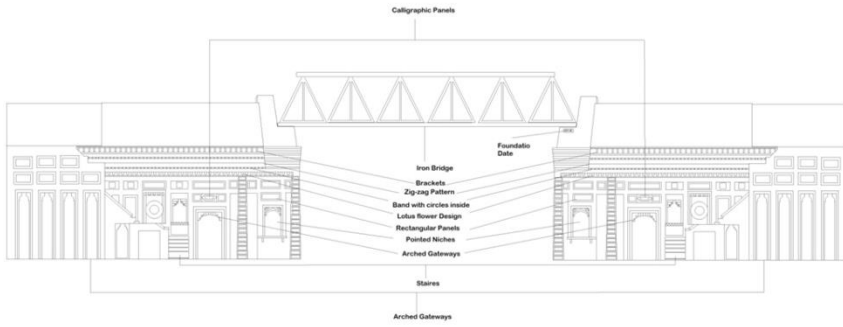 Calligraphic Panels
Foundatio
Date
Iron Bridge
Brackets
Zig-zag Pattern
Band with circles inside
Lotus flower Design
Rectangular Panels
Pointed Niches
Arched Gateways
Staires
Arched Gateways